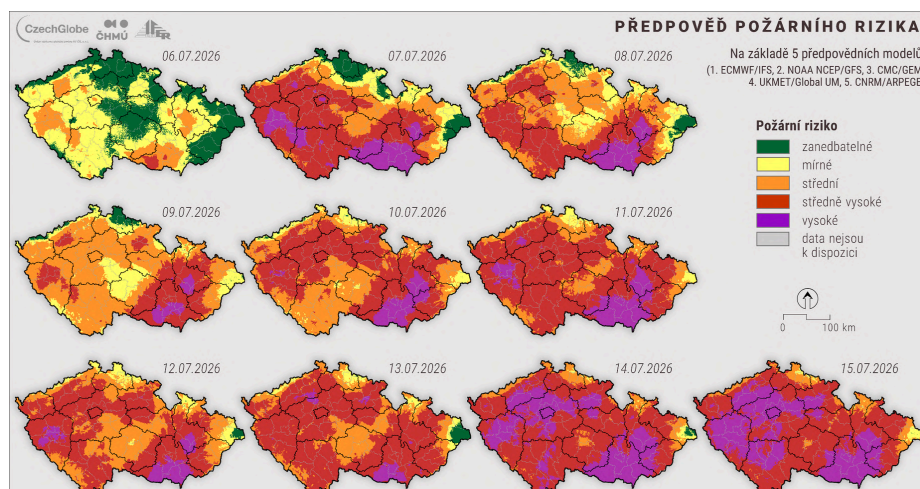 CzechGlobe
ČHMÚ
PŘEDPOVĚĎ POŽÁRNÍHO RIZIKA
Na základě 5 předpovědních modelů
(1. ECMWF/IFS, 2. NOAA NCEP/GFS, 3. CMC/GEM
4. UKMET/Global UM, 5. CNRM/ARPEGE
06.07.2026
07.07.2026
08.07.2026
Požární riziko
zanedbatelné
mírné
střední
středně vysoké
vysoké
data nejsou
k dispozici
09.07.2026
10.07.2026
11.07.2026
0 100 km
12.07.2026
13.07.2026
14.07.2026
15.07.2026